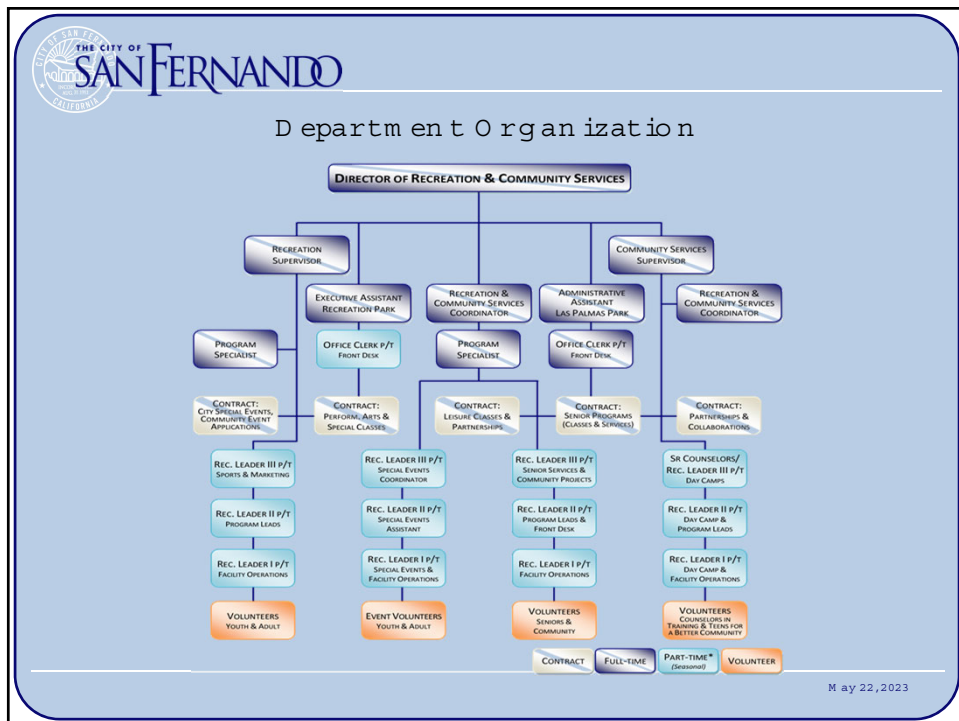 CITY OF SAN FERNANDO
CALIFORNIA
THE CITY OF
SAN FERNANDO
Department Organization
DIRECTOR OF RECREATION & COMMUNITY SERVICES
RECREATION
SUPERVISOR
COMMUNITY SERVICES
SUPERVISOR
EXECUTIVE ASSISTANT
RECREATION PARK
RECREATION &
COMMUNITY SERVICES
COORDINATOR
ADMINISTRATIVE
ASSISTANT
LAS PALMAS PARK
RECREATION &
COMMUNITY SERVICES
COORDINATOR
PROGRAM
SPECIALIST
OFFICE CLERK P/T
FRONT DESK
PROGRAM
SPECIALIST
OFFICE CLERK P/T
FRONT DESK
CONTRACT:
CITY SPECIAL EVENTS,
COMMUNITY EVENT
APPLICATIONS
CONTRACT:
PERFORM. ARTS &
SPECIAL CLASSES
CONTRACT:
LEISURE CLASSES &
PARTNERSHIPS
CONTRACT:
SENIOR PROGRAMS
(CLASSES & SERVICES)
CONTRACT:
PARTNERSHIPS &
COLLABORATIONS
REC. LEADER III P/T
SPORTS & MARKETING
REC. LEADER III P/T
SPECIAL EVENTS
COORDINATOR
REC. LEADER III P/T
SENIOR SERVICES &
COMMUNITY PROJECTS
SR COUNSELORS/
REC. LEADER III P/T
DAY CAMPS
REC. LEADER II P/T
PROGRAM LEADS
REC. LEADER II P/T
SPECIAL EVENTS
ASSISTANT
REC. LEADER II P/T
PROGRAM LEADS &
FRONT DESK
REC. LEADER II P/T
DAY CAMP &
PROGRAM LEADS
REC. LEADER I P/T
FACILITY OPERATIONS
REC. LEADER I P/T
SPECIAL EVENTS &
FACILITY OPERATIONS
REC. LEADER I P/T
FACILITY OPERATIONS
REC. LEADER I P/T
DAY CAMP &
FACILITY OPERATIONS
VOLUNTEERS
YOUTH & ADULT
EVENT VOLUNTEERS
YOUTH & ADULT
VOLUNTEERS
SENIORS &
COMMUNITY
VOLUNTEERS
COUNSELORS IN
TRAINING & TEENS FOR
A BETTER COMMUNITY
CONTRACT
FULL-TIME
PART-TIME*
(Seasonal)
VOLUNTEER
May 22, 2023